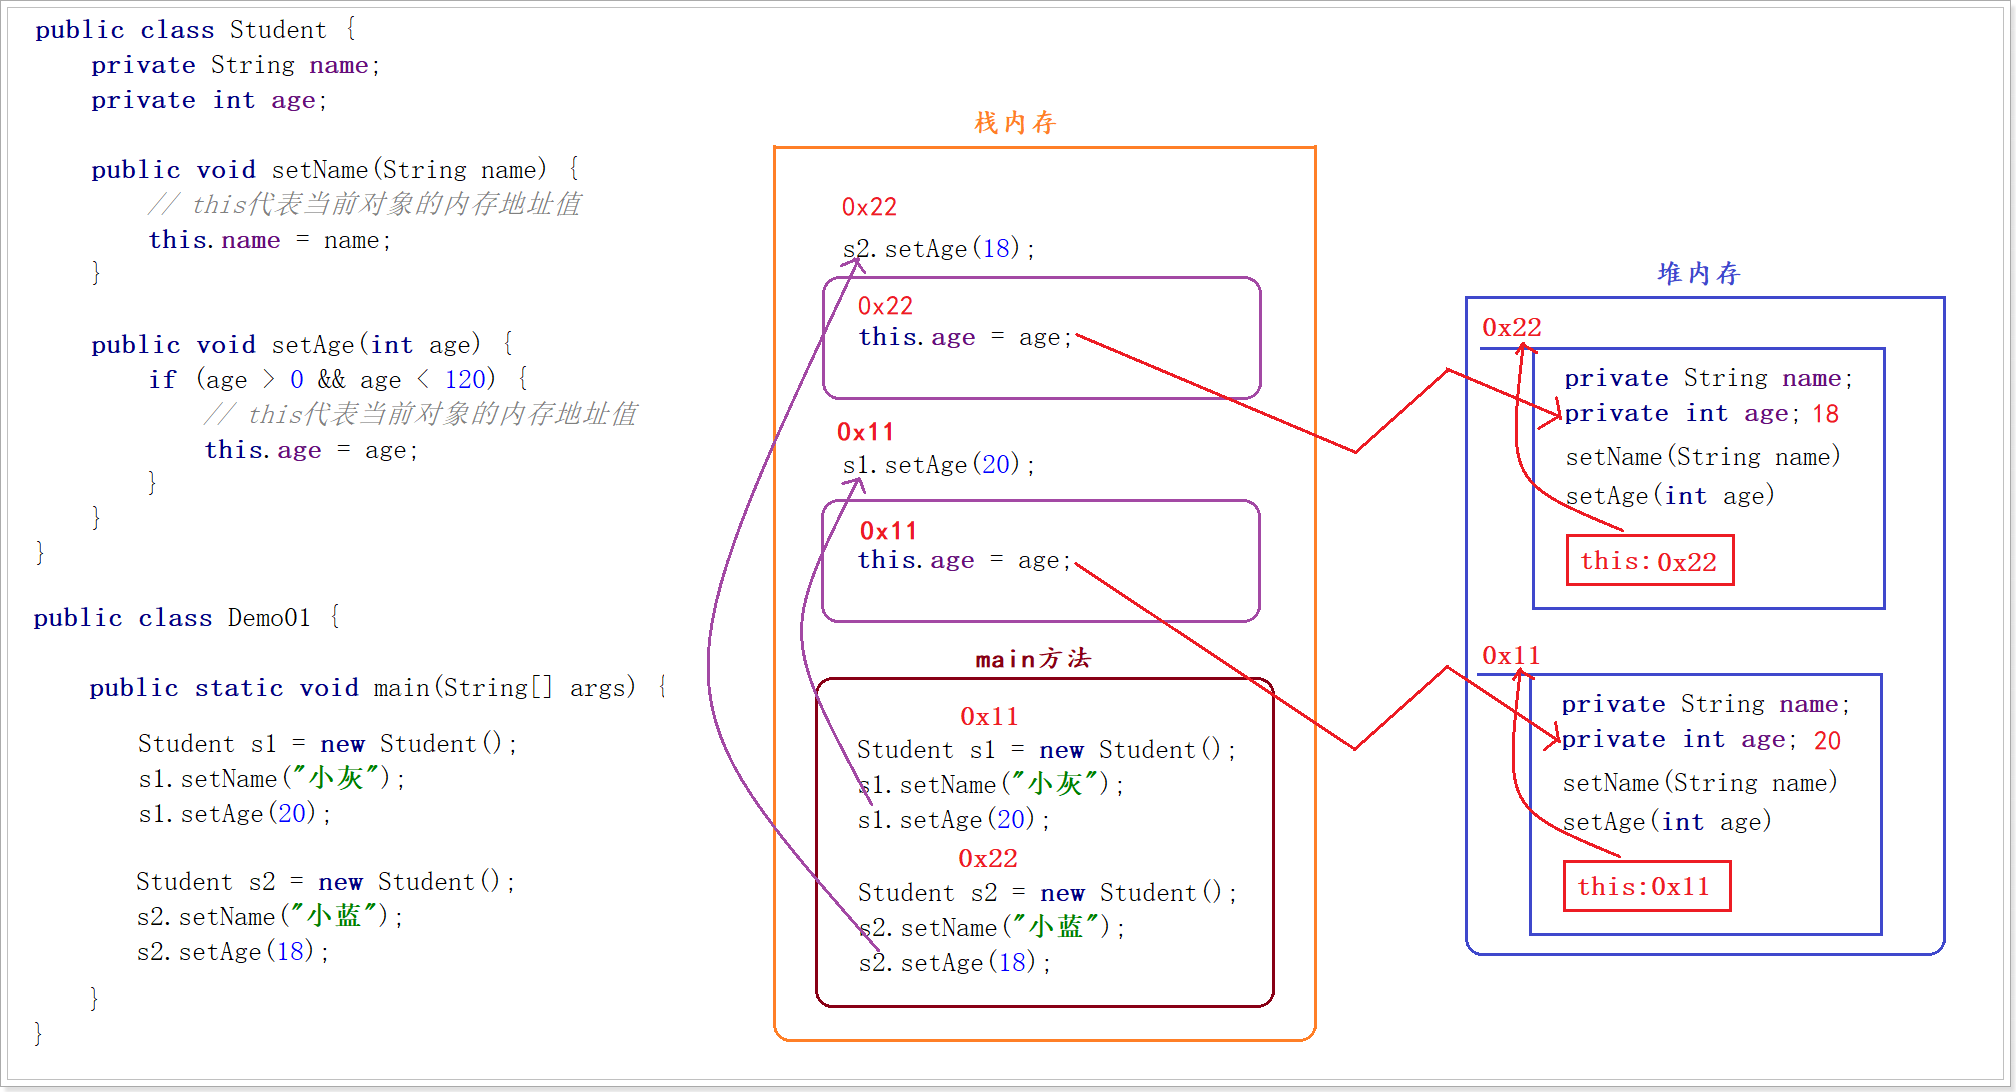 public class Student {
private String name;
private int age;
public void setName(String name) {
// this代表当前对象的内存地址值
this.name = name;
}
public void setAge(int age) {
if (age > 0 && age < 120) {
// this代表当前对象的内存地址值
this.age = age;
}
}
}
public class Demo01 {
public static void main(String[] args) {
Student s1 = new Student();
s1.setName("小灰");
s1.setAge(20);
Student s2 = new Student();
s2.setName("小蓝");
s2.setAge(18);
}
}
栈内存
0x22
s2.setAge(18);
0x22
this.age = age;
0x11
s1.setAge(20);
0x11
this.age = age;
main方法
0x11
Student s1 = new Student();
s1.setName("小灰");
s1.setAge(20);
0x22
Student s2 = new Student();
s2.setName("小蓝");
s2.setAge(18);
堆内存
0x22
private String name;
private int age; 18
setName(String name)
setAge(int age)
this:0x22
0x11
private String name;
private int age; 20
setName(String name)
setAge(int age)
this:0x11